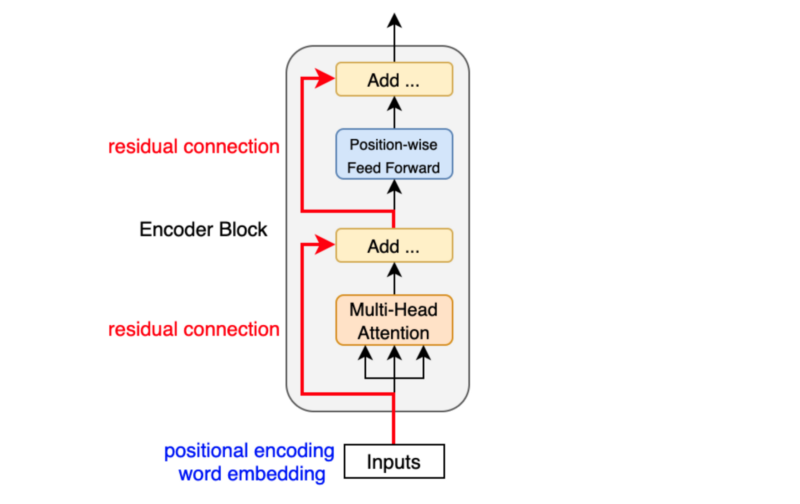 Add ...
residual connection
Position-wise
Feed Forward
Encoder Block
Add ...
Multi-Head
Attention
residual connection
positional encoding
word embedding
Inputs